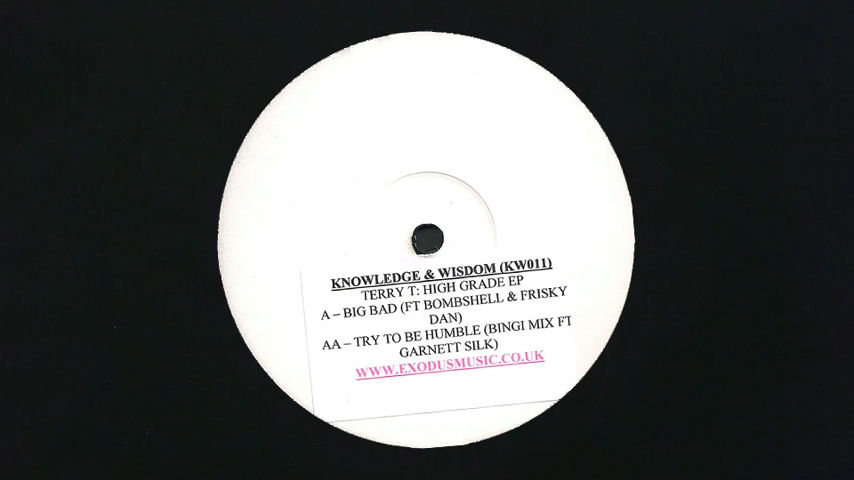 KNOWLEDGE & WISDOM (KW011)
TERRY T: HIGH GRADE EP
A – BIG BAD (FT BOMBSHELL & FRISKY
DAN)
AA – TRY TO BE HUMBLE (BINGI MIX FT
GARNETT SILK)
WWW.EXODUSMUSIC.CO.UK